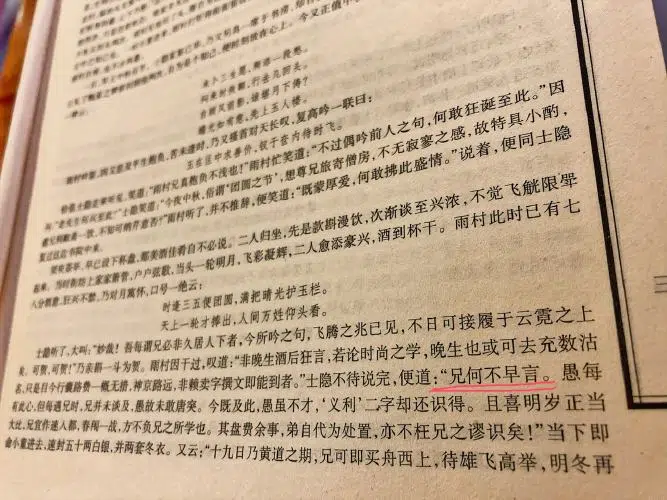 未卜三生愿，频添一段愁。
闷来时敛额，行去几回头。
自顾风前影，谁堪月下俦？
蟾光如有意，先上玉人楼。
雨村吟罢，因又思及平生抱负，苦未逢时，乃又搔首对天长叹，复高吟一联曰：
玉在匮中求善价，钗于奁内待时飞。
恰值士隐走来听见，笑道：“雨村兄真抱负不浅也！”雨村忙笑道：“不过偶吟前人之句，何敢狂诞至此。”因
问：“老先生何兴至此？”士隐笑道：“今夜中秋，俗谓‘团圆之节’，想尊兄旅寄僧房，不无寂寥之感，故特具小酌，
邀兄到敝斋一饮，不知可纳芹意否？”雨村听了，并不推辞，便笑道：“既蒙厚爱，何敢拂此盛情。”说着，便同士隐
复过这边书院中来。
须臾茶毕，早已设下杯盘，那美酒佳肴自不必说。二人归坐，先是款斟漫饮，次渐谈至兴浓，不觉飞觥限斝
起来。当时街坊上家家箫管，户户弦歌，当头一轮明月，飞彩凝辉，二人愈添豪兴，酒到杯干。雨村此时已有七
八分酒意，狂兴不禁，乃对月寓怀，口号一绝云：
时逢三五便团圆，满把晴光护玉栏。
天上一轮才捧出，人间万姓仰头看。
士隐听了，大叫：“妙哉！吾每谓兄必非久居人下者，今所吟之句，飞腾之兆已见，不日可接履于云霓之上
矣。可贺，可贺！”乃亲斟一斗为贺。雨村因干过，叹道：“非晚生酒后狂言，若论时尚之学，晚生也或可去充数沽
名，只是目今行囊路费一概无措，神京路远，非赖卖字撰文即能到者。”士隐不待说完，便道：“兄何不早言。愚每
有此心，但每遇兄时，兄并未谈及，愚故未敢唐突。今既及此，愚虽不才，‘义利’二字却还识得。且喜明岁正当
大比，兄宜作速入都，春闱一战，方不负兄之所学也。其盘费余事，弟自代为处置，亦不枉兄之谬识矣！”当下即
命小童进去，速封五十两白银，并两套冬衣。又云：“十九日乃黄道之期，兄可即买舟西上，待雄飞高举，明冬再